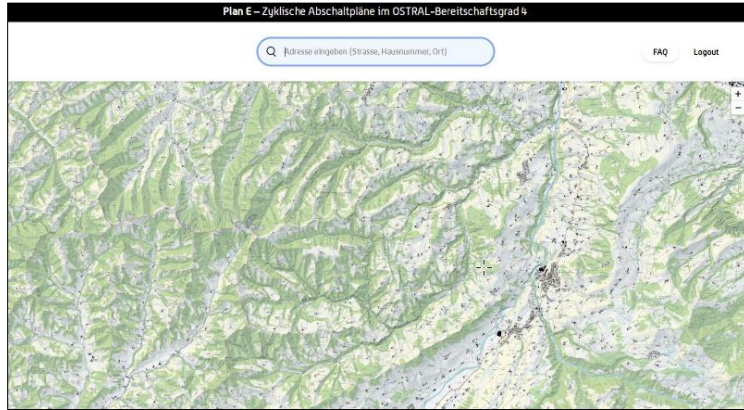 Plan E – Zyklische Abschaltpläne im OSTRAL-Bereitschaftsgrad 4
Adresse eingeben (Strasse, Hausnummer, Ort)
FAQ
Logout
+
−